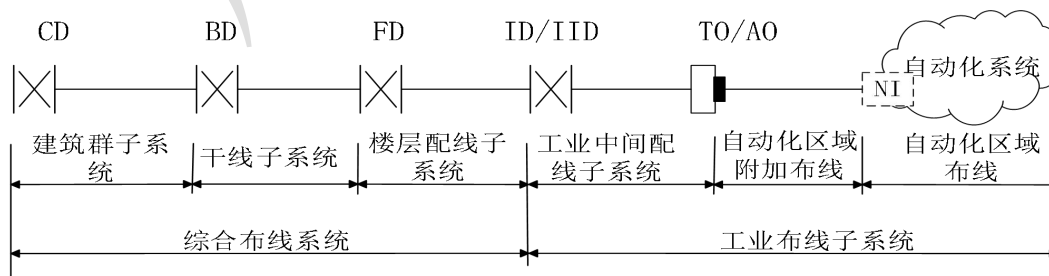 CD BD FD ID/IID TO/AO
自动化系统
NI
建筑群子系
统
干线子系统
楼层配线子
系统
工业中间配
线子系统
自动化区域
附加布线
自动化区域
布线
综合布线系统
工业布线子系统